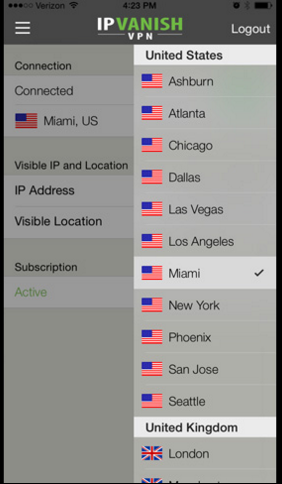 Verizon
4:23 PM
IPVANISH
VPN
Logout
Connection
Connected
Miami, US
Visible IP and Location
IP Address
Visible Location
Subscription
Active
United States
Ashburn
Atlanta
Chicago
Dallas
Las Vegas
Los Angeles
Miami
New York
Phoenix
San Jose
Seattle
United Kingdom
London